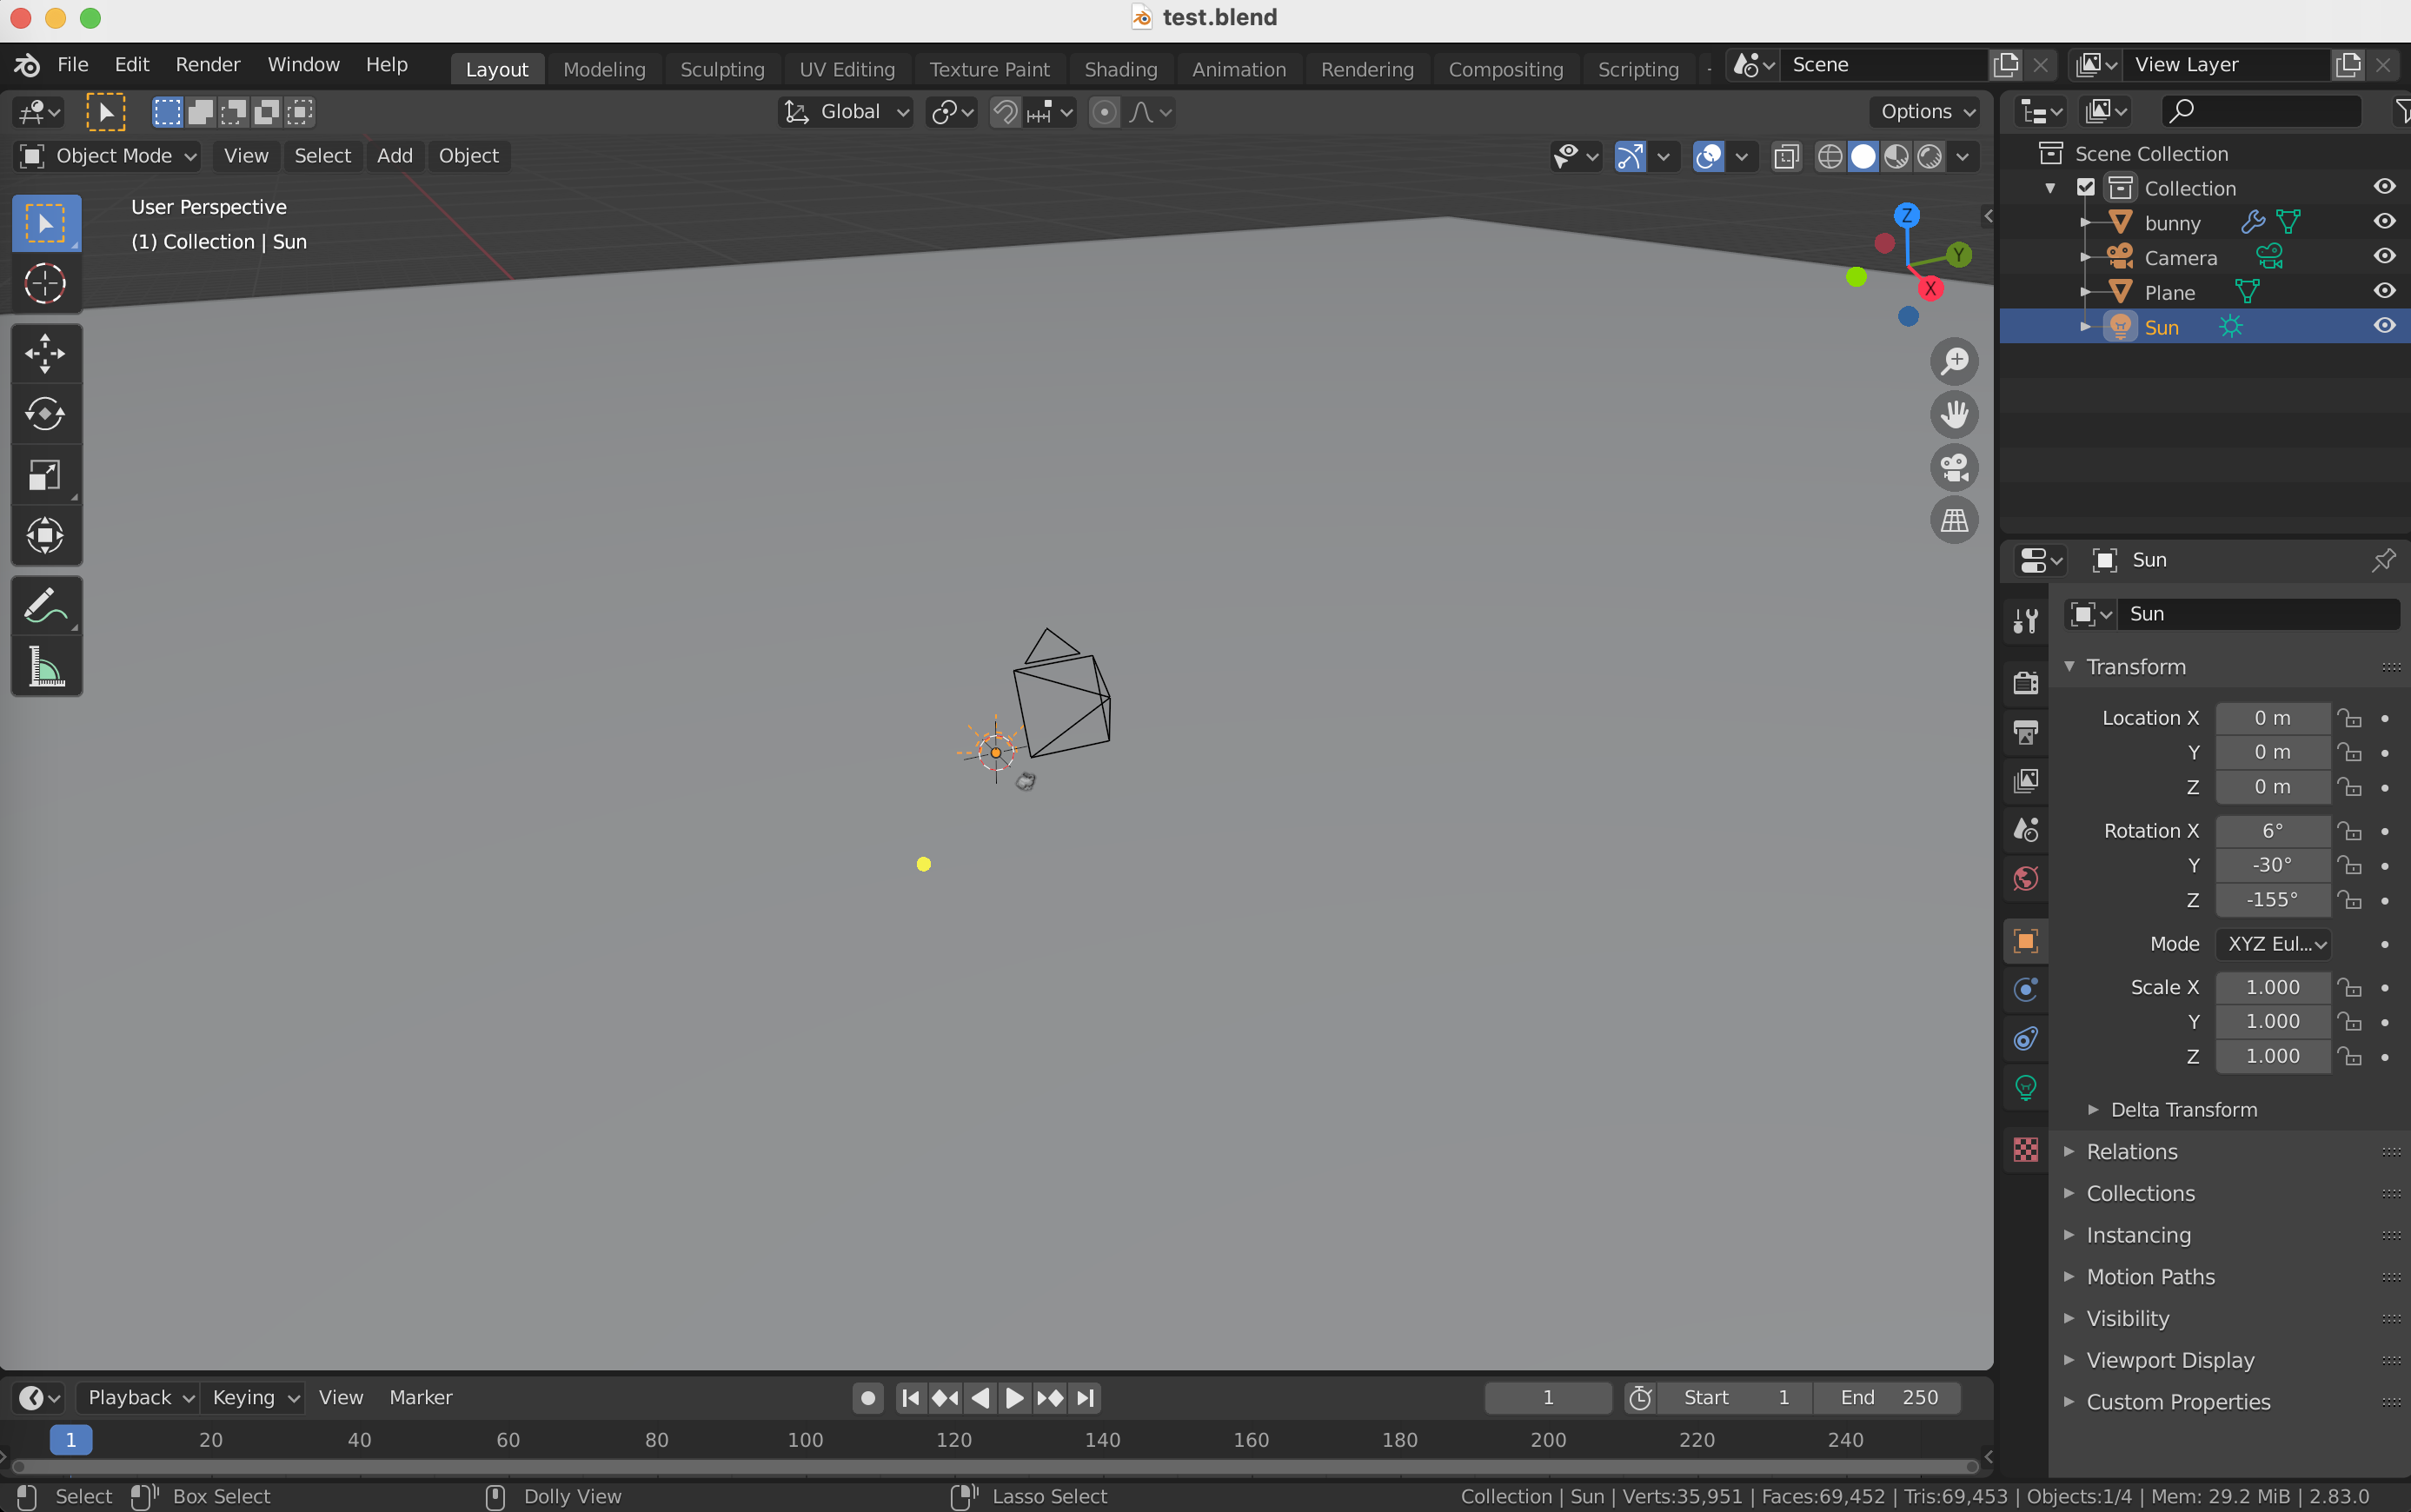 test.blend
File Edit Render Window Help Layout Modeling Sculpting UV Editing Texture Paint Shading Animation Rendering Compositing Scripting Scene View Layer
Global Options
Object Mode View Select Add Object
User Perspective
(1) Collection | Sun
Z
Y
X
Scene Collection
Collection
bunny
Camera
Plane
Sun
Sun
Sun
Transform
Location X 0 m
Y 0 m
Z 0 m
Rotation X 6°
Y -30°
Z -155°
Mode XYZ Eul...
Scale X 1.000
Y 1.000
Z 1.000
Delta Transform
Relations
Collections
Instancing
Motion Paths
Visibility
Viewport Display
Custom Properties
Playback Keying View Marker 1 Start 1 End 250
1 20 40 60 80 100 120 140 160 180 200 220 240
Select Box Select Dolly View Lasso Select Collection | Sun | Verts:35,951 | Faces:69,452 | Tris:69,453 | Objects:1/4 | Mem: 29.2 MiB | 2.83.0